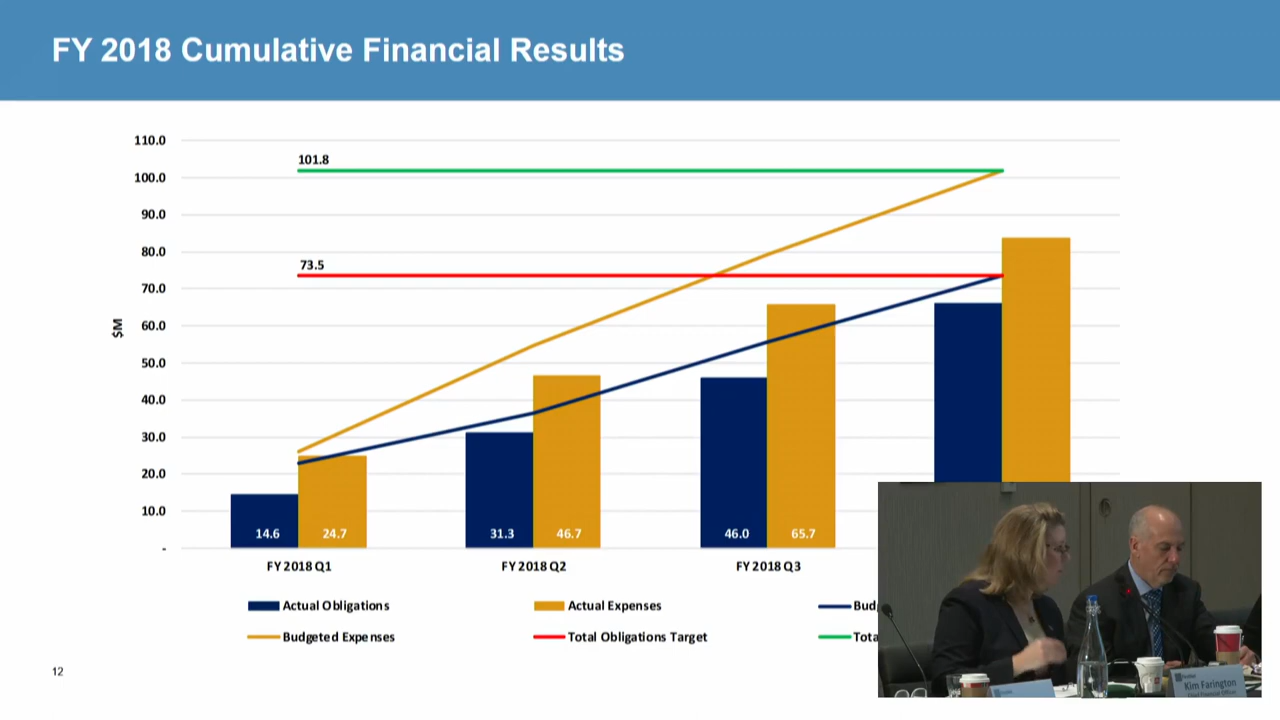 FY 2018 Cumulative Financial Results
110.0
101.8
100.0
90.0
80.0
73.5
70.0
60.0
$M
50.0
40.0
30.0
20.0
10.0
14.6 24.7 31.3 46.7 46.0 65.7
-
FY 2018 Q1 FY 2018 Q2 FY 2018 Q3
Actual Obligations Actual Expenses
Budgeted Expenses Total Obligations Target
12
Kim Farington
Chief Financial Officer